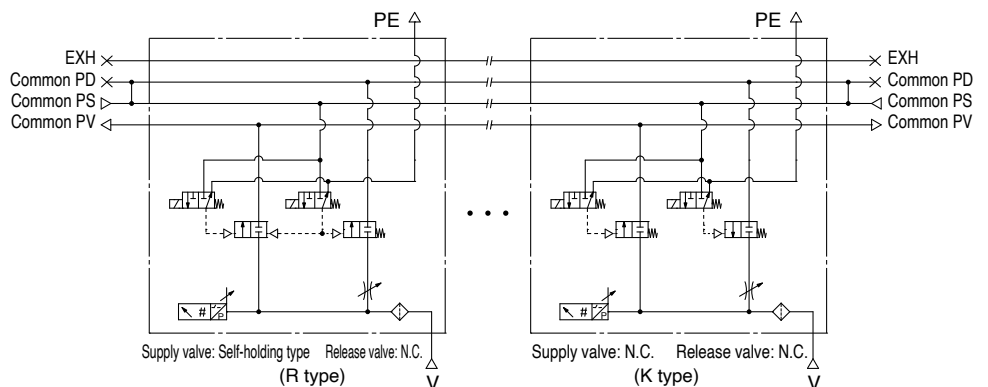 PE PE
EXH EXH
Common PD Common PD
Common PS Common PS
Common PV Common PV
# P # P
Supply valve: Self-holding type Release valve: N.C. Supply valve: N.C. Release valve: N.C.
(R type) V (K type) V